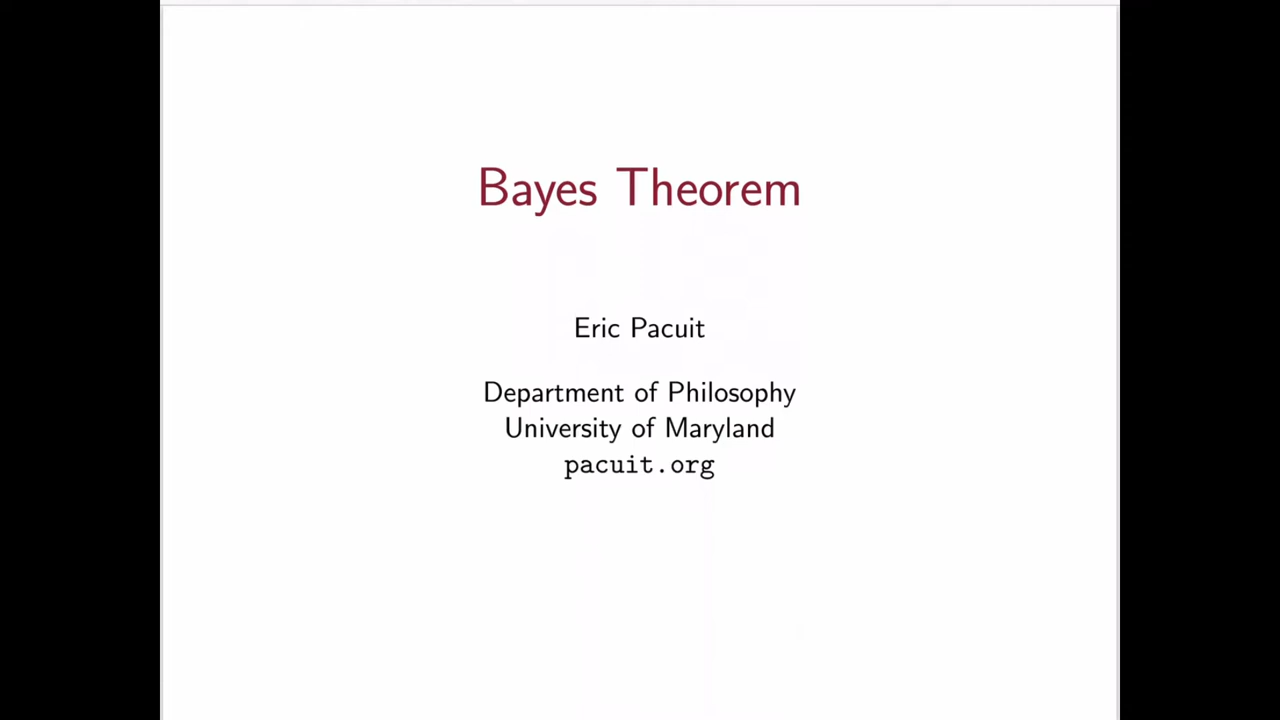 Bayes Theorem
Eric Pacuit
Department of Philosophy
University of Maryland
pacuit.org